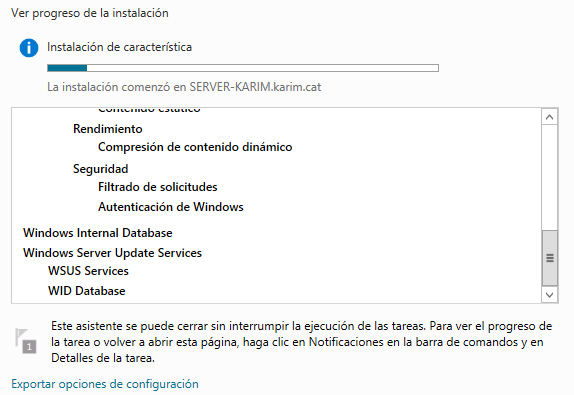 Ver progreso de la instalación
Instalación de característica
La instalación comenzó en SERVER-KARIM.karim.cat
Contenido estático
Rendimiento
Compresión de contenido dinámico
Seguridad
Filtrado de solicitudes
Autenticación de Windows
Windows Internal Database
Windows Server Update Services
WSUS Services
WID Database
Este asistente se puede cerrar sin interrumpir la ejecución de las tareas. Para ver el progreso de
la tarea o volver a abrir esta página, haga clic en Notificaciones en la barra de comandos y en
Detalles de la tarea.
1
Exportar opciones de configuración